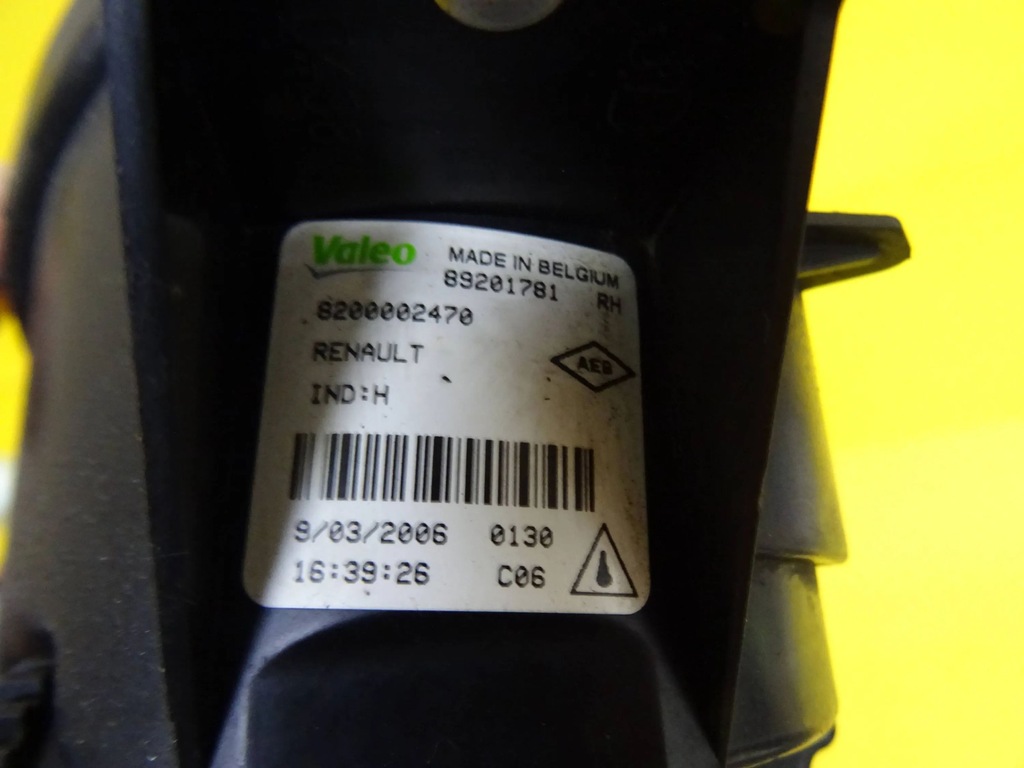 Valeo MADE IN BELGIUM
89201781 RH
8200002470
RENAULT
AEB
IND:H
9/03/2006 0130
16:39:26 C06